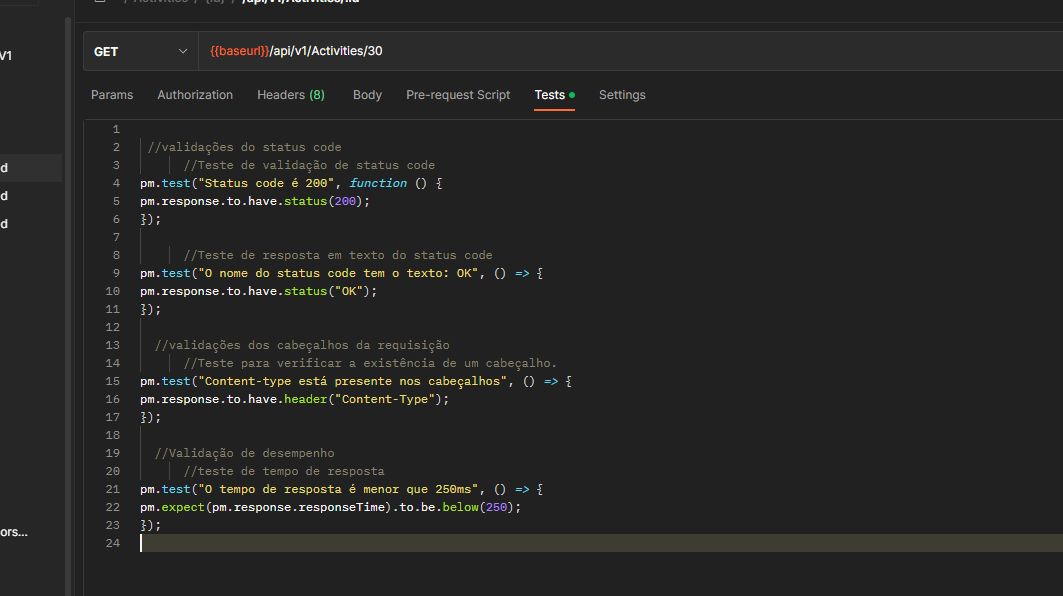 /api/v1/Activities/:id
V1
GET
{{baseurl}}/api/v1/Activities/30
Params Authorization Headers (8) Body Pre-request Script Tests Settings
d
d
d
ors...
1
2 //validações do status code
3 //Teste de validação de status code
4 pm.test("Status code é 200", function () {
5 pm.response.to.have.status(200);
6 });
7
8 //Teste de resposta em texto do status code
9 pm.test("O nome do status code tem o texto: OK", () => {
10 pm.response.to.have.status("OK");
11 });
12
13 //validações dos cabeçalhos da requisição
14 //Teste para verificar a existência de um cabeçalho.
15 pm.test("Content-type está presente nos cabeçalhos", () => {
16 pm.response.to.have.header("Content-Type");
17 });
18
19 //Validação de desempenho
20 //teste de tempo de resposta
21 pm.test("O tempo de resposta é menor que 250ms", () => {
22 pm.expect(pm.response.responseTime).to.be.below(250);
23 });
24